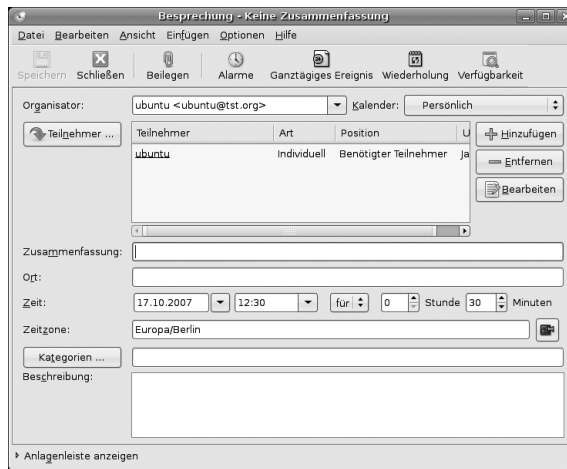 Besprechung - Keine Zusammenfassung
Datei Bearbeiten Ansicht Einfügen Optionen Hilfe
Speichern Schließen Beilegen Alarme Ganztägiges Ereignis Wiederholung Verfügbarkeit
Organisator: ubuntu <ubuntu@tst.org> Kalender: Persönlich
Teilnehmer ... Teilnehmer Art Position U Hinzufügen
ubuntu Individuell Benötigter Teilnehmer Ja
Entfernen
Bearbeiten
Zusammenfassung:
Ort:
Zeit: 17.10.2007 12:30 für 0 Stunde 30 Minuten
Zeitzone: Europa/Berlin
Kategorien ...
Beschreibung:
Anlagenleiste anzeigen